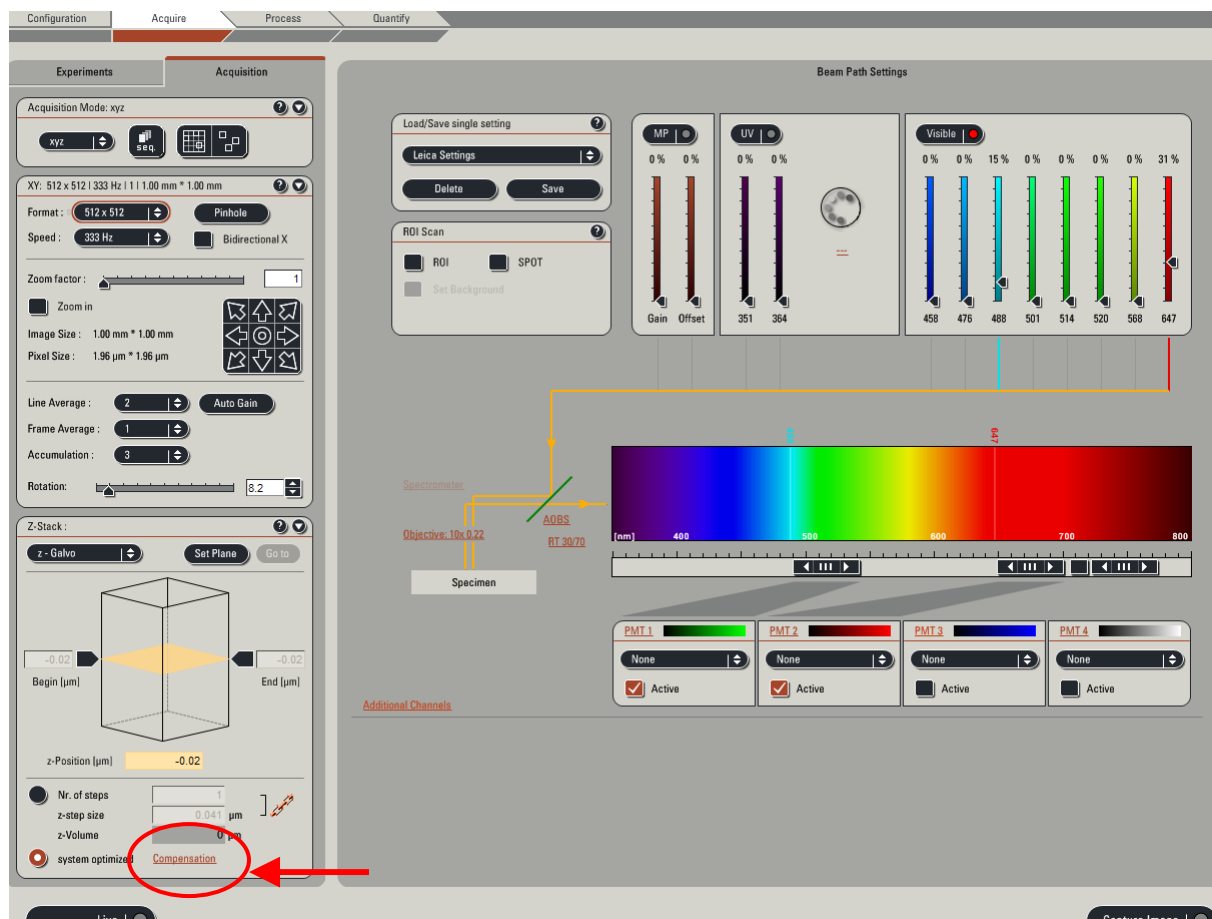 Configuration Acquire Process Quantify
Experiments Acquisition
Acquisition Mode: xyz
xyz seq.
XY: 512 x 512 | 333 Hz | 1 | 1.00 mm * 1.00 mm
Format : 512 x 512 Pinhole
Speed : 333 Hz Bidirectional X
Zoom factor : 1
Zoom in
Image Size : 1.00 mm * 1.00 mm
Pixel Size : 1.96 µm * 1.96 µm
Line Average : 2 Auto Gain
Frame Average : 1
Accumulation : 3
Rotation: 8.2
Z-Stack :
z - Galvo Set Plane Go to
-0.02 -0.02
Begin [µm] End [µm]
z-Position [µm] -0.02
Nr. of steps 1
z-step size 0.041 µm
z-Volume 0 µm
system optimized Compensation
Beam Path Settings
Load/Save single setting
Leica Settings
Delete Save
ROI Scan
ROI SPOT
Set Background
MP UV Visible
0 % 0 % 0 % 0 % 0 % 0 % 15 % 0 % 0 % 0 % 0 % 31 %
---
Gain Offset 351 364 458 476 488 501 514 520 568 647
647
Spectrometer
AOBS
Objective: 10x 0.22 RT 30/70
[nm] 400 500 600 700 800
Specimen
PMT 1 PMT 2 PMT 3 PMT 4
None None None None
Active Active Active Active
Additional Channels
Live Capture Image